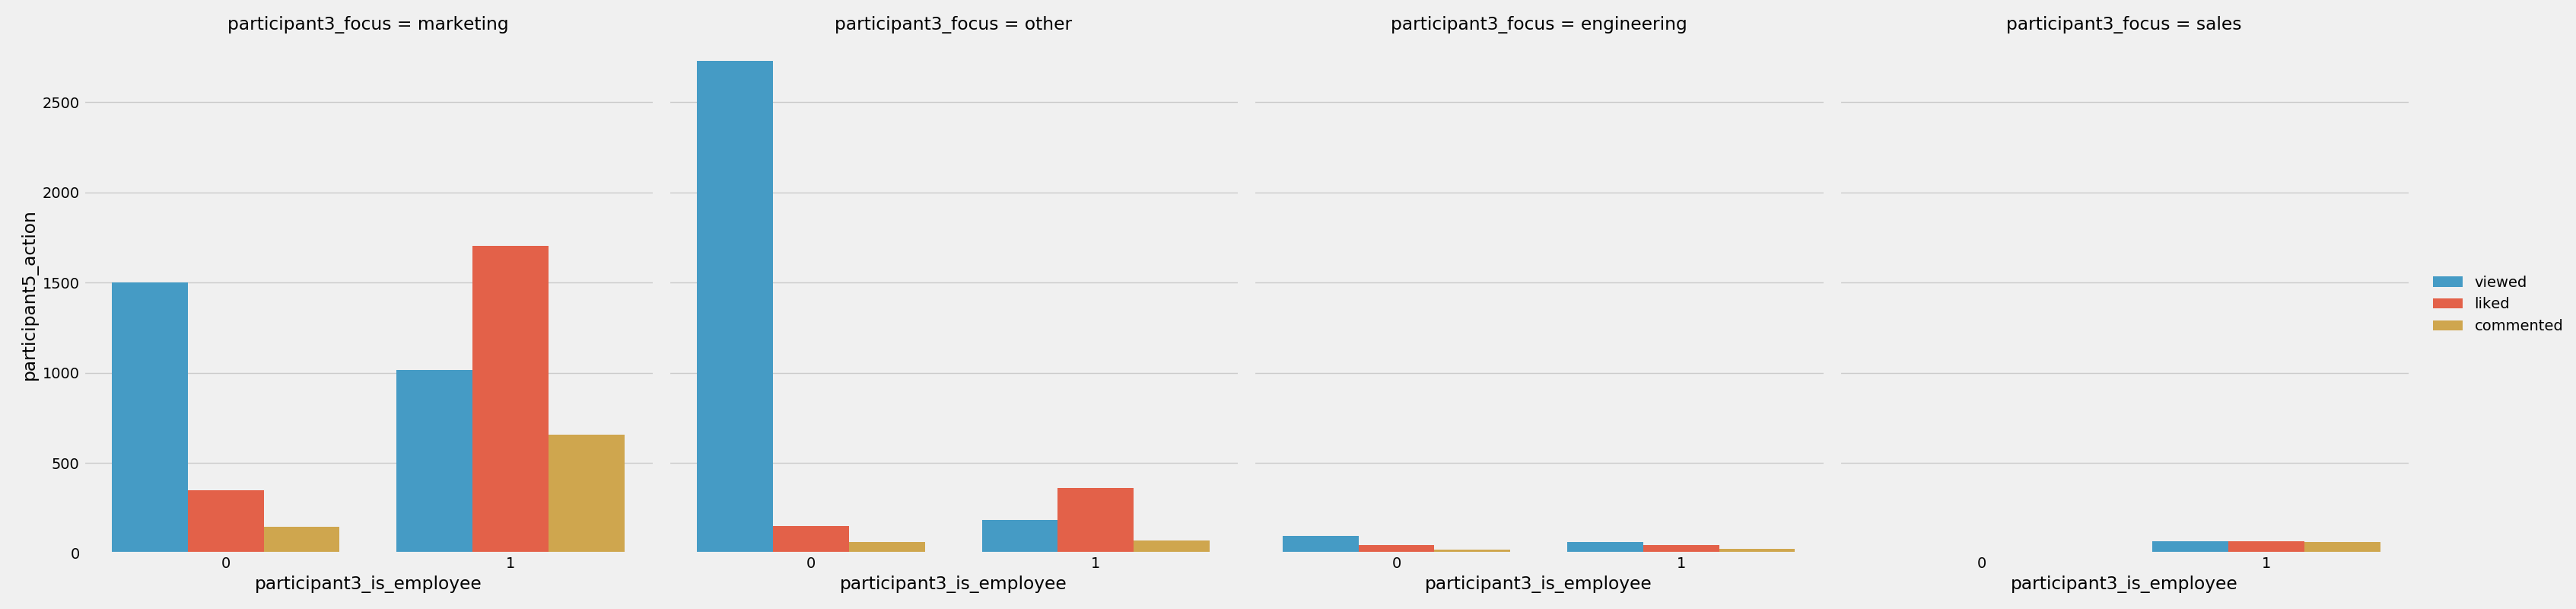 participant3_focus = marketing
participant3_focus = other
participant3_focus = engineering
participant3_focus = sales
participant5_action
2500
2000
1500
1000
500
0
viewed
liked
commented
0 1
0 1
0 1
0 1
participant3_is_employee
participant3_is_employee
participant3_is_employee
participant3_is_employee